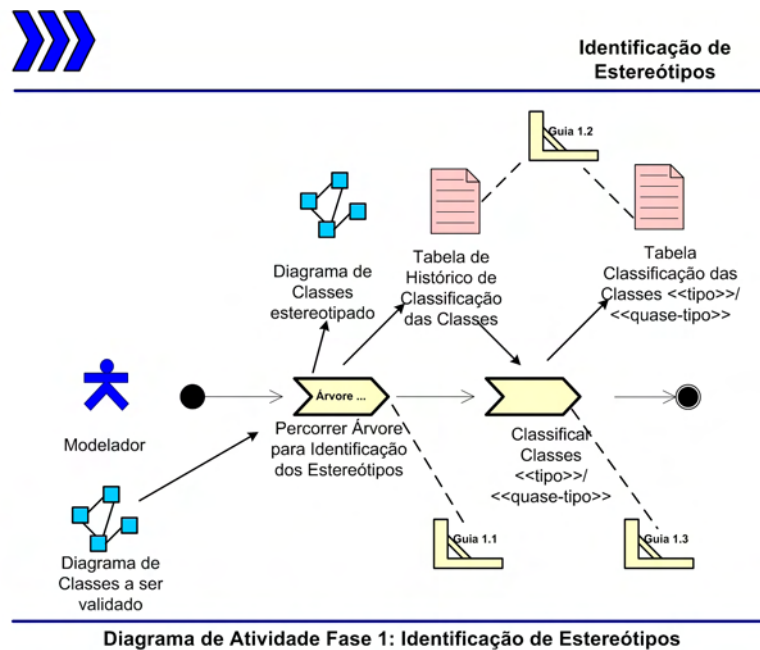 Identificação de
Estereótipos
Guia 1.2
Diagrama de
Classes
estereotipado
Tabela de
Histórico de
Classificação
das Classes
Tabela
Classificação das
Classes <<tipo>>/
<<quase-tipo>>
Modelador
Árvore ...
Percorrer Árvore
para Identificação
dos Estereótipos
Classificar
Classes
<<tipo>>/
<<quase-tipo>>
Diagrama de
Classes a ser
validado
Guia 1.1
Guia 1.3
Diagrama de Atividade Fase 1: Identificação de Estereótipos